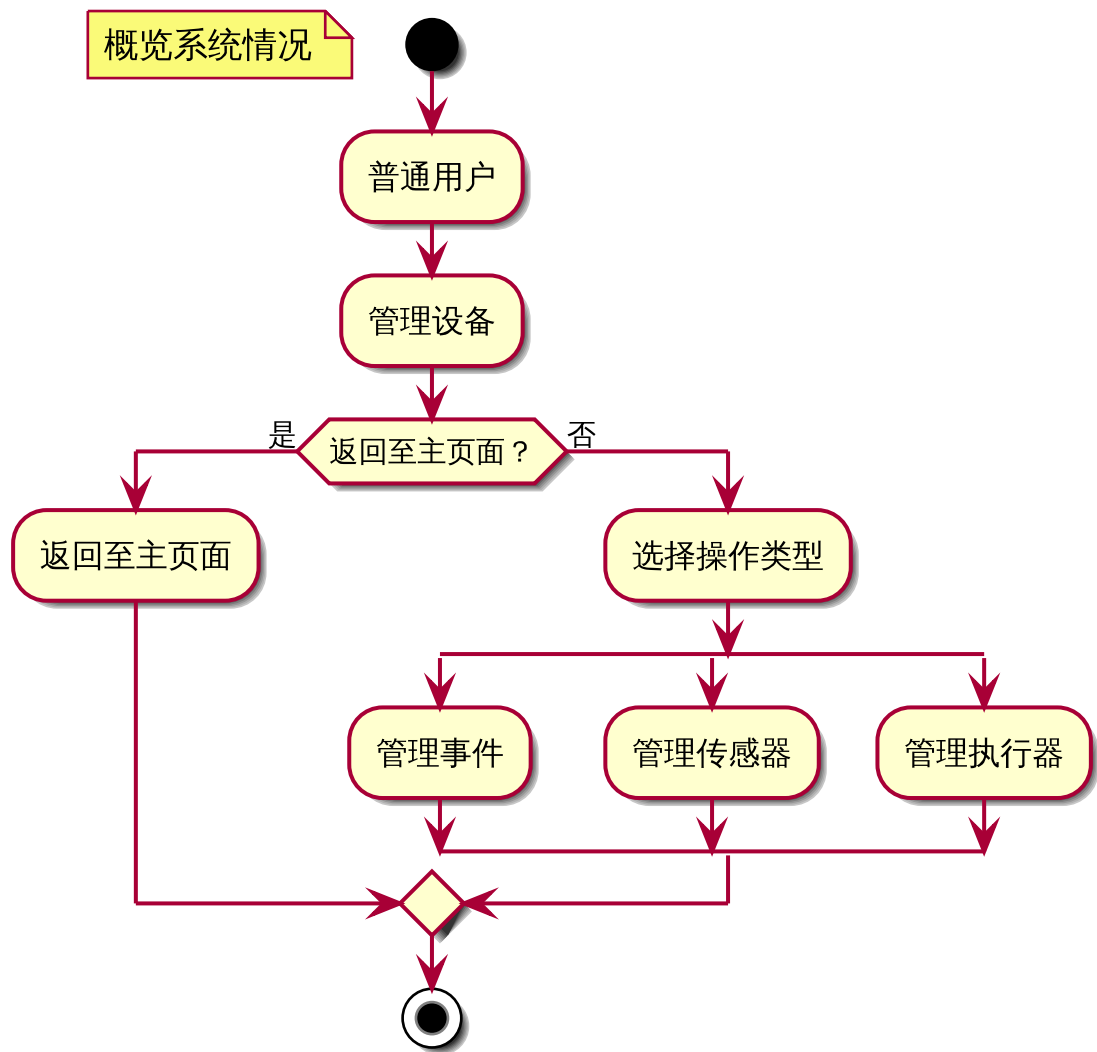 概览系统情况
普通用户
管理设备
是
返回至主页面？
否
返回至主页面
选择操作类型
管理事件
管理传感器
管理执行器